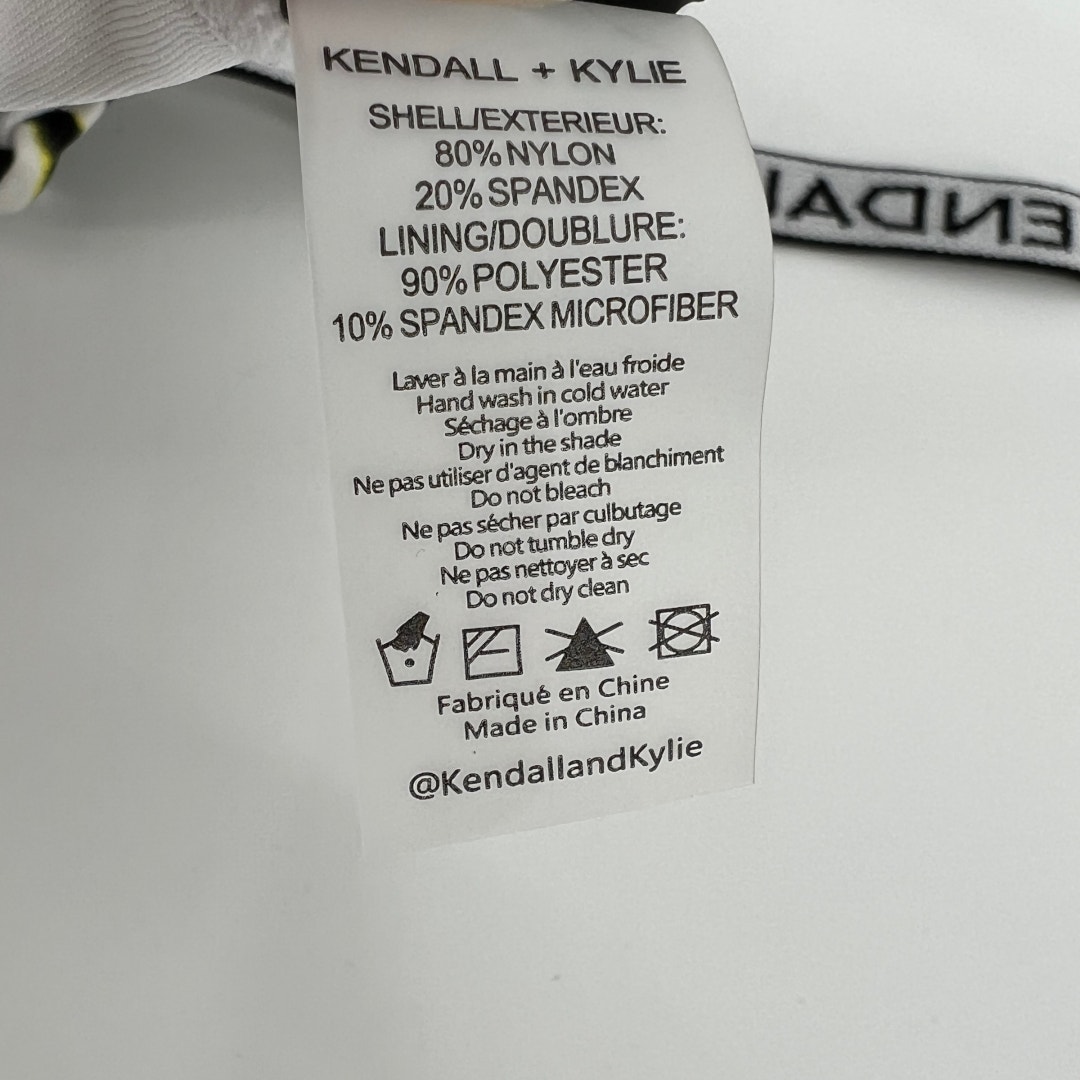 KENDALL + KYLIE
SHELL/EXTERIEUR:
80% NYLON
20% SPANDEX
LINING/DOUBLURE:
90% POLYESTER
10% SPANDEX MICROFIBER
Laver à la main à l'eau froide
Hand wash in cold water
Séchage à l'ombre
Dry in the shade
Ne pas utiliser d'agent de blanchiment
Do not bleach
Ne pas sécher par culbutage
Do not tumble dry
Ne pas nettoyer à sec
Do not dry clean
Fabriqué en Chine
Made in China
@KendallandKylie
ENDAL